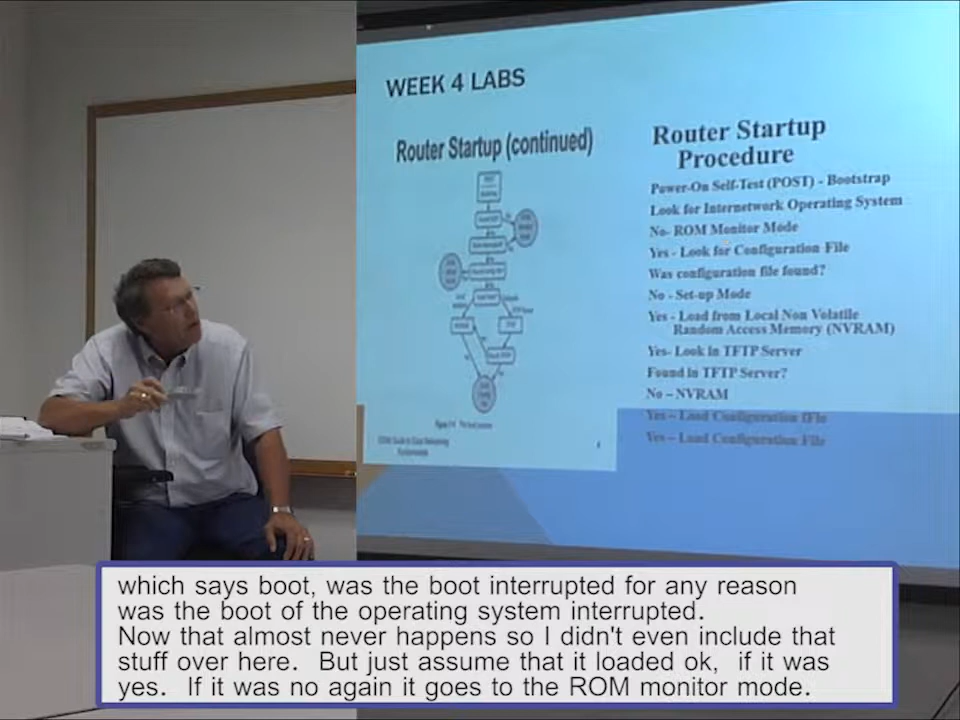 WEEK 4 LABS
Router Startup (continued)
Router Startup
Procedure
Power-On Self-Test (POST) - Bootstrap
Look for Internetwork Operating System
No- ROM Monitor Mode
Yes - Look for Configuration File
Was configuration file found?
No - Set-up Mode
Yes - Load from Local Non Volatile
Random Access Memory (NVRAM)
Yes- Look in TFTP Server
Found in TFTP Server?
No – NVRAM
Yes – Load Configuration
Yes – Load Configuration File
which says boot, was the boot interrupted for any reason
was the boot of the operating system interrupted.
Now that almost never happens so I didn't even include that
stuff over here. But just assume that it loaded ok, if it was
yes. If it was no again it goes to the ROM monitor mode.